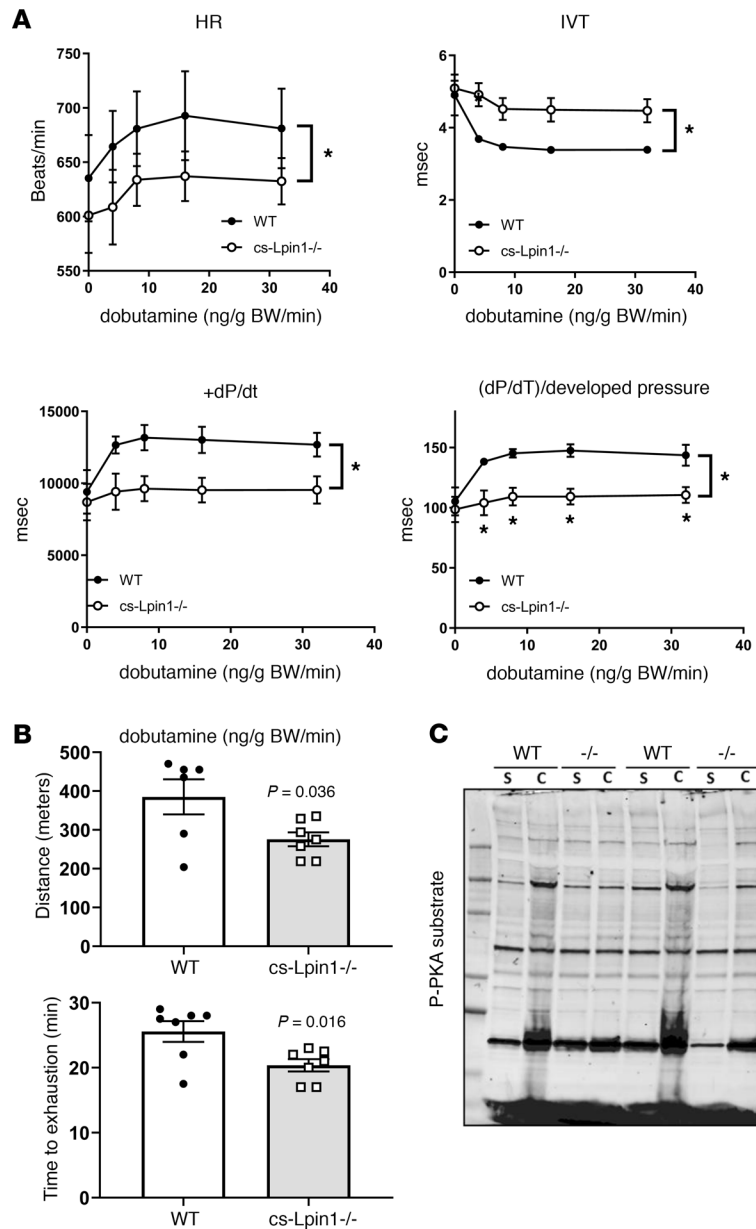 A
HR
750
700
650
600
550
Beats/min
WT
cs-Lpin1-/-
*
0 10 20 30 40
dobutamine (ng/g BW/min)
IVT
6
4
2
0
msec
WT
cs-Lpin1-/-
*
0 10 20 30 40
dobutamine (ng/g BW/min)
+dP/dt
15000
10000
5000
0
msec
WT
cs-Lpin1-/-
*
0 10 20 30 40
dobutamine (ng/g BW/min)
(dP/dT)/developed pressure
150
100
50
0
msec
*
* * * *
WT
cs-Lpin1-/-
0 10 20 30 40
dobutamine (ng/g BW/min)
B
dobutamine (ng/g BW/min)
500
400
300
200
100
0
Distance (meters)
P = 0.036
WT cs-Lpin1-/-
30
20
10
0
Time to exhaustion (min)
P = 0.016
WT cs-Lpin1-/-
C
WT -/- WT -/-
S C S C S C S C
P-PKA substrate